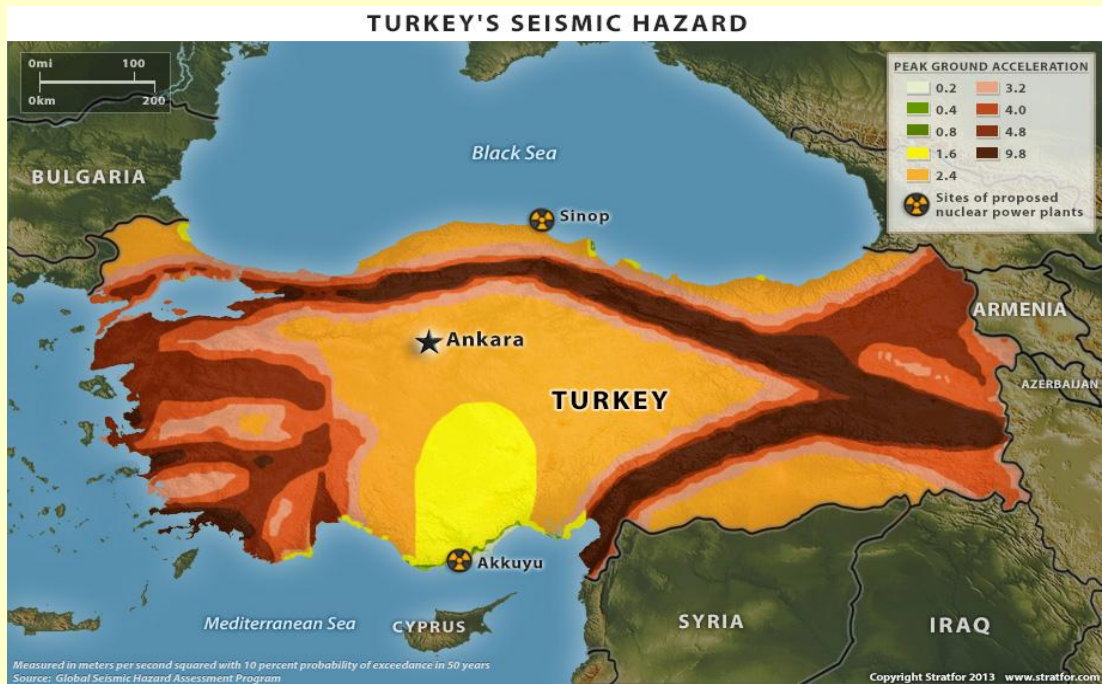 TURKEY'S SEISMIC HAZARD
0mi 100
0km 200
PEAK GROUND ACCELERATION
0.2 3.2
0.4 4.0
0.8 4.8
1.6 9.8
2.4
Sites of proposed
nuclear power plants
Black Sea
BULGARIA
Sinop
ARMENIA
Ankara
AZERBAIJAN
TURKEY
Akkuyu
Mediterranean Sea
CYPRUS
SYRIA
IRAQ
Measured in meters per second squared with 10 percent probability of exceedance in 50 years
Source: Global Seismic Hazard Assessment Program
Copyright Stratfor 2013 www.stratfor.com